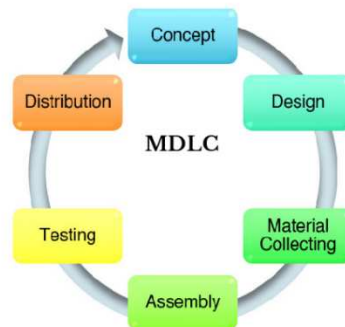 Concept
Design
Material
Collecting
Assembly
Testing
Distribution
MDLC